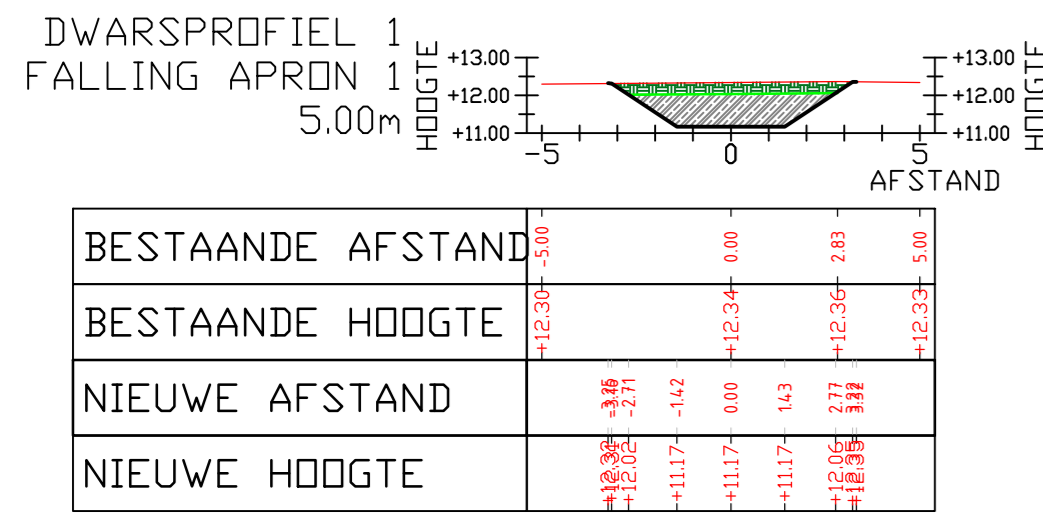 DWARSPROFIEL 1
FALLING APRON 1
5.00m
HOOGTE
+13.00
+12.00
+11.00
-5 0 5
+13.00
+12.00
+11.00
HOOGTE
AFSTAND
BESTAANDE AFSTAND -5.00 0.00 2.83 5.00
BESTAANDE HOOGTE +12.30 +12.34 +12.36 +12.33
NIEUWE AFSTAND -2.71 -1.42 0.00 1.43 2.77
NIEUWE HOOGTE +12.02 +11.17 +11.17 +11.17 +12.06